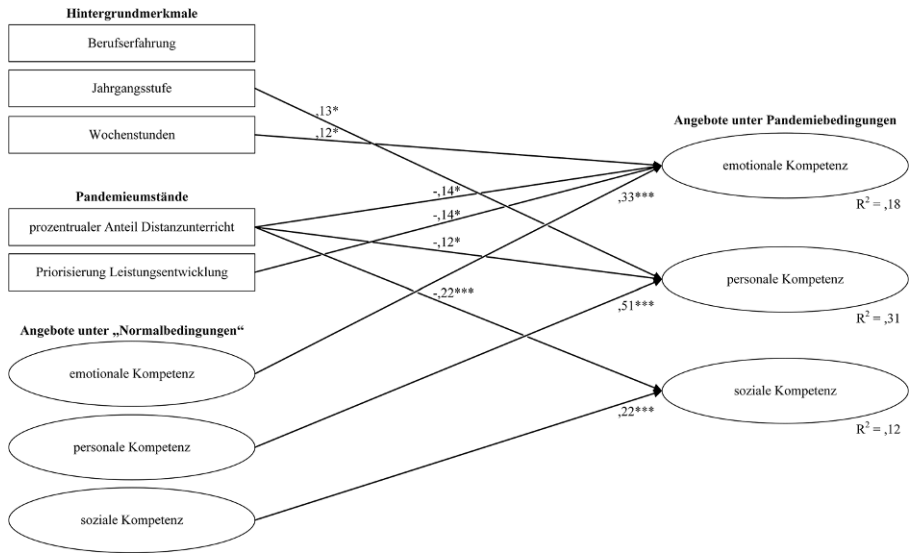 Hintergrundmerkmale
Berufserfahrung
Jahrgangsstufe
Wochenstunden
Pandemieumstände
prozentualer Anteil Distanzunterricht
Priorisierung Leistungsentwicklung
Angebote unter „Normalbedingungen“
emotionale Kompetenz
personale Kompetenz
soziale Kompetenz
,13*
,12*
-,14*
-,14*
-,12*
-,22***
,33***
,51***
,22***
Angebote unter Pandemiebedingungen
emotionale Kompetenz
R² = ,18
personale Kompetenz
R² = ,31
soziale Kompetenz
R² = ,12